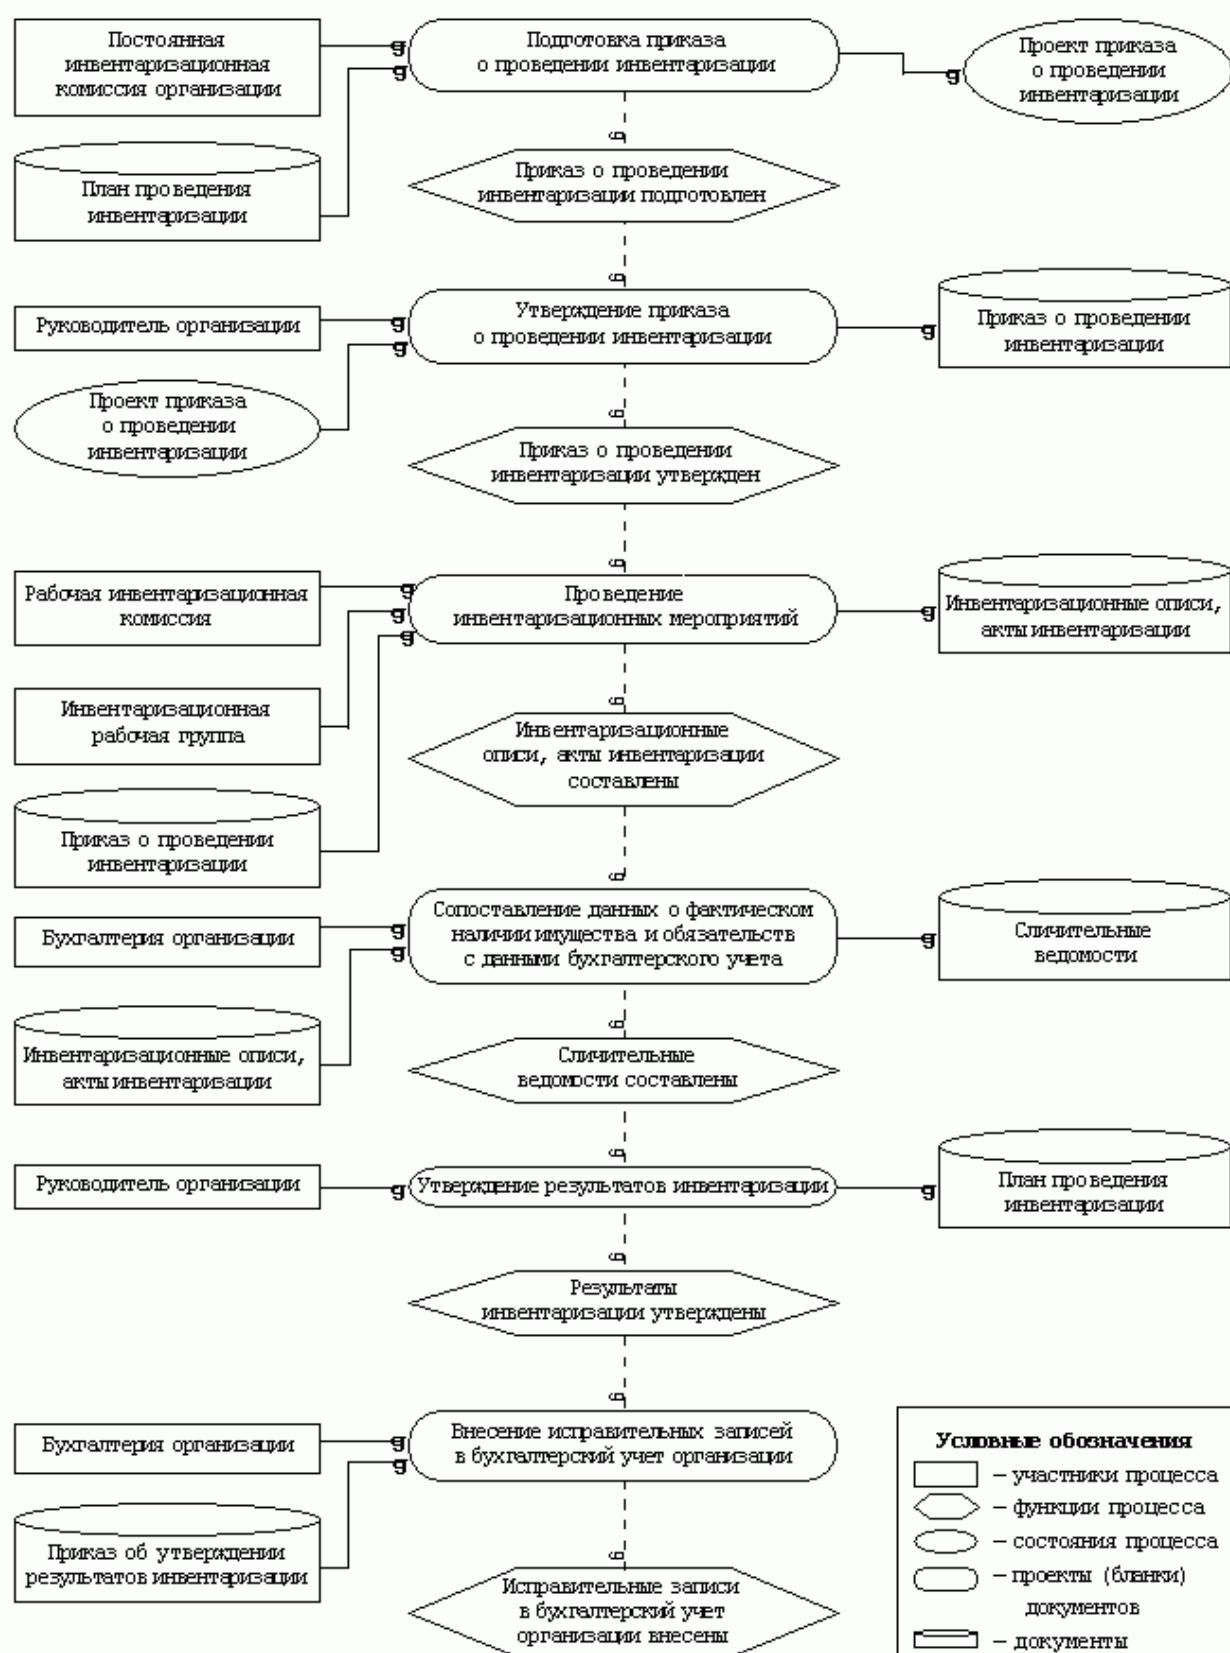 Постоянная
инвентаризационная
комиссия организации
Подготовка приказа
о проведении инвентаризации
Проект приказа
о проведении
инвентаризации
План проведения
инвентаризации
Приказ о проведении
инвентаризации подготовлен
Руководитель организации
Утверждение приказа
о проведении инвентаризации
Приказ о проведении
инвентаризации
Проект приказа
о проведении
инвентаризации
Приказ о проведении
инвентаризации утвержден
Рабочая инвентаризационная
комиссия
Проведение
инвентаризационных мероприятий
Инвентаризационные описи,
акты инвентаризации
Инвентаризационная
рабочая группа
Инвентаризационные
описи, акты инвентаризации
составлены
Приказ о проведении
инвентаризации
Бухгалтерия организации
Сопоставление данных о фактическом
наличии имущества и обязательств
с данными бухгалтерского учета
Сличительные
ведомости
Инвентаризационные описи,
акты инвентаризации
Сличительные
ведомости составлены
Руководитель организации
Утверждение результатов инвентаризации
План проведения
инвентаризации
Результаты
инвентаризации утверждены
Бухгалтерия организации
Внесение исправительных записей
в бухгалтерский учет организации
Приказ об утверждении
результатов инвентаризации
Исправительные записи
в бухгалтерский учет
организации внесены
Условные обозначения
– участники процесса
– функции процесса
– состояния процесса
– проекты (бланки)
документов
– документы